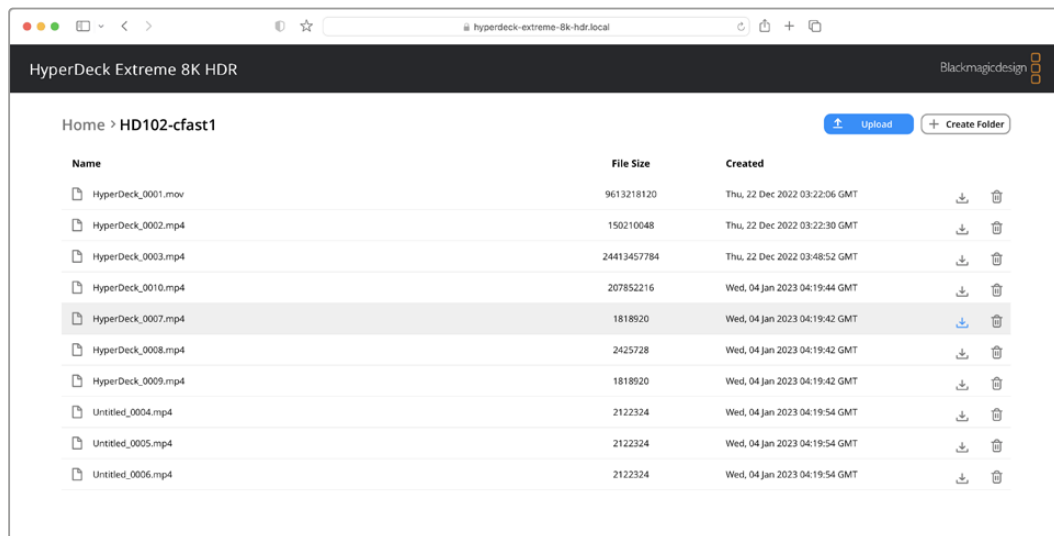 hyperdeck-extreme-8k-hdr.local
HyperDeck Extreme 8K HDR
Blackmagicdesign
Home > HD102-cfast1
Upload
+ Create Folder
Name File Size Created
HyperDeck_0001.mov 9613218120 Thu, 22 Dec 2022 03:22:06 GMT
HyperDeck_0002.mp4 150210048 Thu, 22 Dec 2022 03:22:30 GMT
HyperDeck_0003.mp4 24413457784 Thu, 22 Dec 2022 03:48:52 GMT
HyperDeck_0010.mp4 207852216 Wed, 04 Jan 2023 04:19:44 GMT
HyperDeck_0007.mp4 1818920 Wed, 04 Jan 2023 04:19:42 GMT
HyperDeck_0008.mp4 2425728 Wed, 04 Jan 2023 04:19:42 GMT
HyperDeck_0009.mp4 1818920 Wed, 04 Jan 2023 04:19:42 GMT
Untitled_0004.mp4 2122324 Wed, 04 Jan 2023 04:19:54 GMT
Untitled_0005.mp4 2122324 Wed, 04 Jan 2023 04:19:54 GMT
Untitled_0006.mp4 2122324 Wed, 04 Jan 2023 04:19:54 GMT